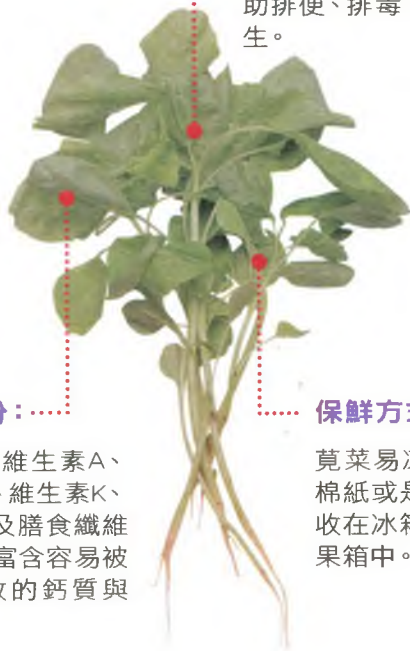 助排便、排毒
生。
份：
維生素A、
、維生素K、
及膳食纖維
富含容易被
的鈣質與
保鮮方
莧菜易
棉紙或是
收在冰箱
果箱中。